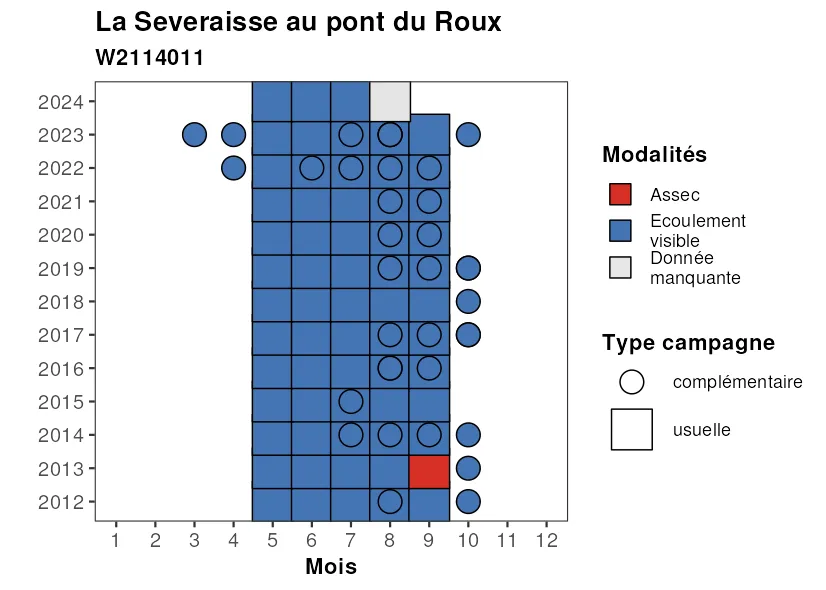 La Severaisse au pont du Roux
W2114011
2024
2023
2022
2021
2020
2019
2018
2017
2016
2015
2014
2013
2012
1 2 3 4 5 6 7 8 9 10 11 12
Mois
Modalités
Assec
Ecoulement
visible
Donnée
manquante
Type campagne
complémentaire
usuelle